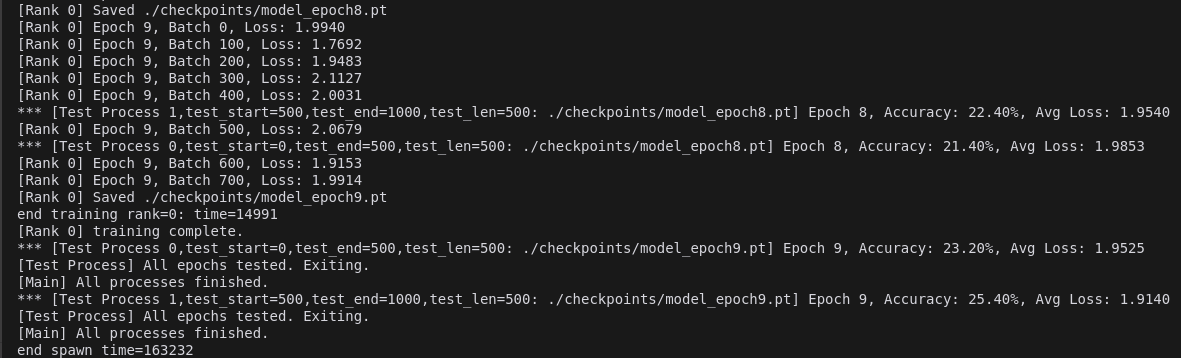 [Rank 0] Saved ./checkpoints/model_epoch8.pt
[Rank 0] Epoch 9, Batch 0, Loss: 1.9940
[Rank 0] Epoch 9, Batch 100, Loss: 1.7692
[Rank 0] Epoch 9, Batch 200, Loss: 1.9483
[Rank 0] Epoch 9, Batch 300, Loss: 2.1127
[Rank 0] Epoch 9, Batch 400, Loss: 2.0031
*** [Test Process 1,test_start=500,test_end=1000,test_len=500: ./checkpoints/model_epoch8.pt] Epoch 8, Accuracy: 22.40%, Avg Loss: 1.9540
[Rank 0] Epoch 9, Batch 500, Loss: 2.0679
*** [Test Process 0,test_start=0,test_end=500,test_len=500: ./checkpoints/model_epoch8.pt] Epoch 8, Accuracy: 21.40%, Avg Loss: 1.9853
[Rank 0] Epoch 9, Batch 600, Loss: 1.9153
[Rank 0] Epoch 9, Batch 700, Loss: 1.9914
[Rank 0] Saved ./checkpoints/model_epoch9.pt
end training rank=0: time=14991
[Rank 0] training complete.
*** [Test Process 0,test_start=0,test_end=500,test_len=500: ./checkpoints/model_epoch9.pt] Epoch 9, Accuracy: 23.20%, Avg Loss: 1.9525
[Test Process] All epochs tested. Exiting.
[Main] All processes finished.
*** [Test Process 1,test_start=500,test_end=1000,test_len=500: ./checkpoints/model_epoch9.pt] Epoch 9, Accuracy: 25.40%, Avg Loss: 1.9140
[Test Process] All epochs tested. Exiting.
[Main] All processes finished.
end spawn time=163232